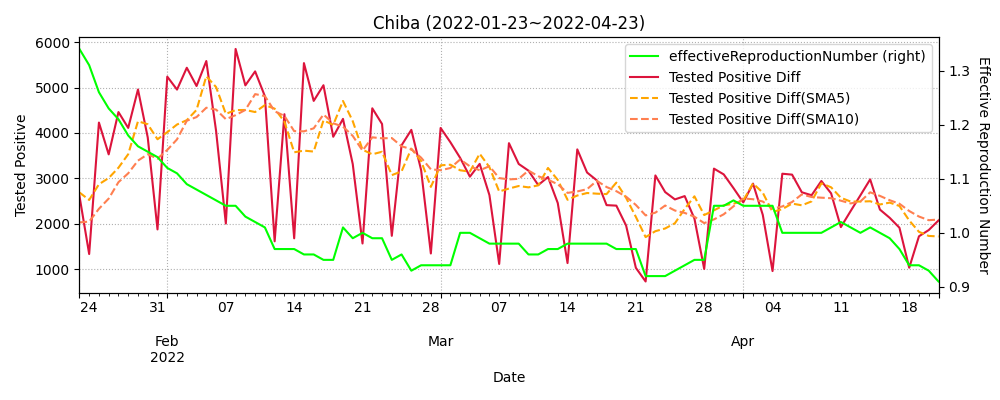 Chiba (2022-01-23~2022-04-23)
effectiveReproductionNumber (right)
Tested Positive Diff
Tested Positive Diff(SMA5)
Tested Positive Diff(SMA10)
Tested Positive
6000
5000
4000
3000
2000
1000
1.3
1.2
1.1
1.0
0.9
Effective Reproduction Number
24 31 07 14 21 28 07 14 21 28 04 11 18
Feb Mar Apr
2022
Date